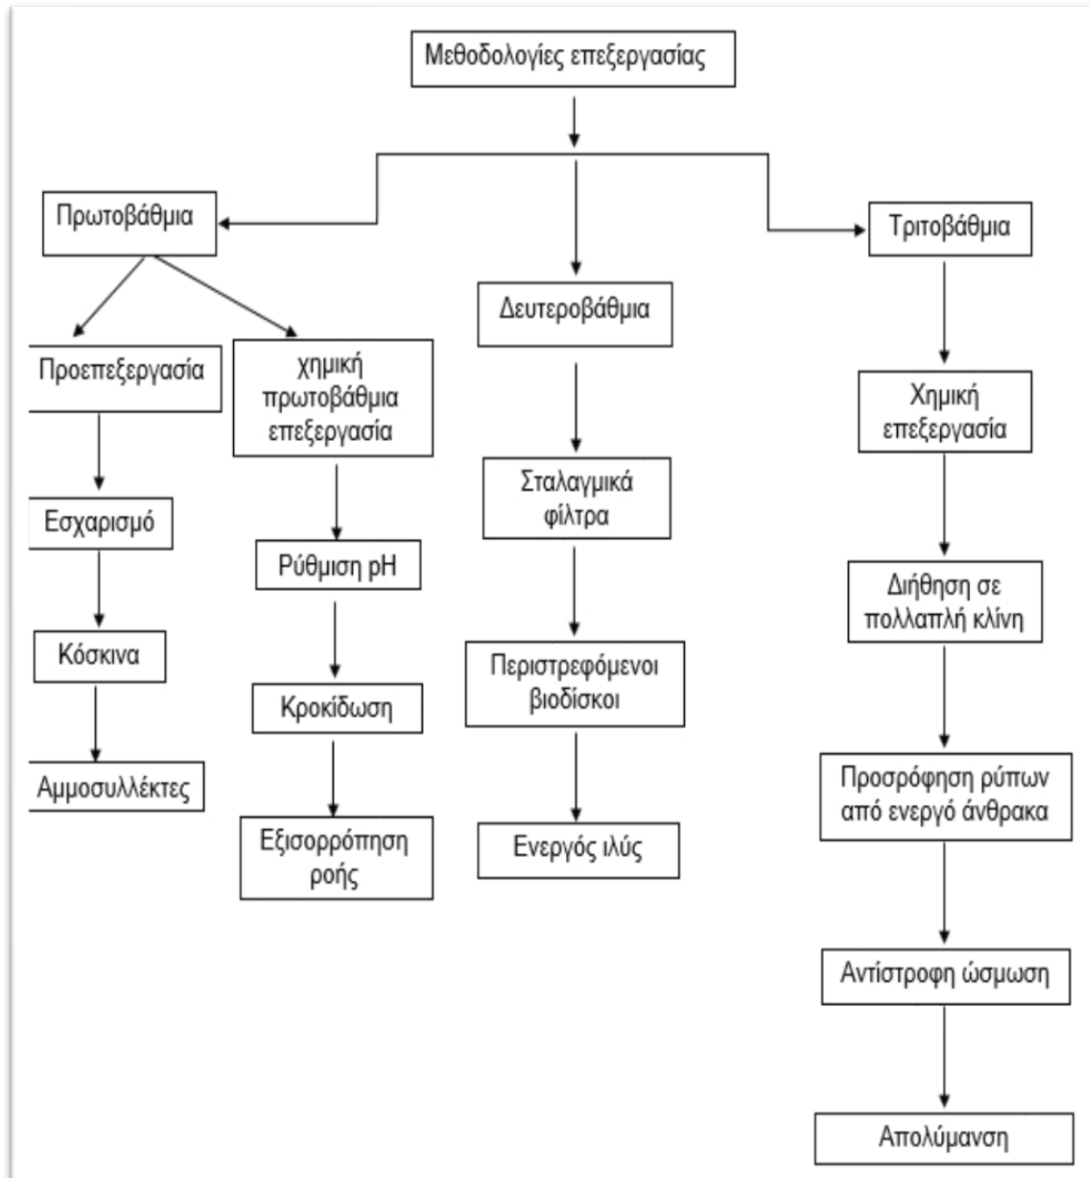 Μεθοδολογίες επεξεργασίας
Πρωτοβάθμια
Τριτοβάθμια
Δευτεροβάθμια
Προεπεξεργασία
χημική
πρωτοβάθμια
επεξεργασία
Χημική
επεξεργασία
Σταλαγμικά
φίλτρα
Εσχαρισμό
Ρύθμιση pH
Διήθηση σε
πολλαπλή κλίνη
Κόσκινα
Κροκίδωση
Περιστρεφόμενοι
βιοδίσκοι
Αμμοσυλλέκτες
Προσρόφηση ρύπων
από ενεργό άνθρακα
Εξισορρόπηση
ροής
Ενεργός ιλύς
Αντίστροφη ώσμωση
Απολύμανση